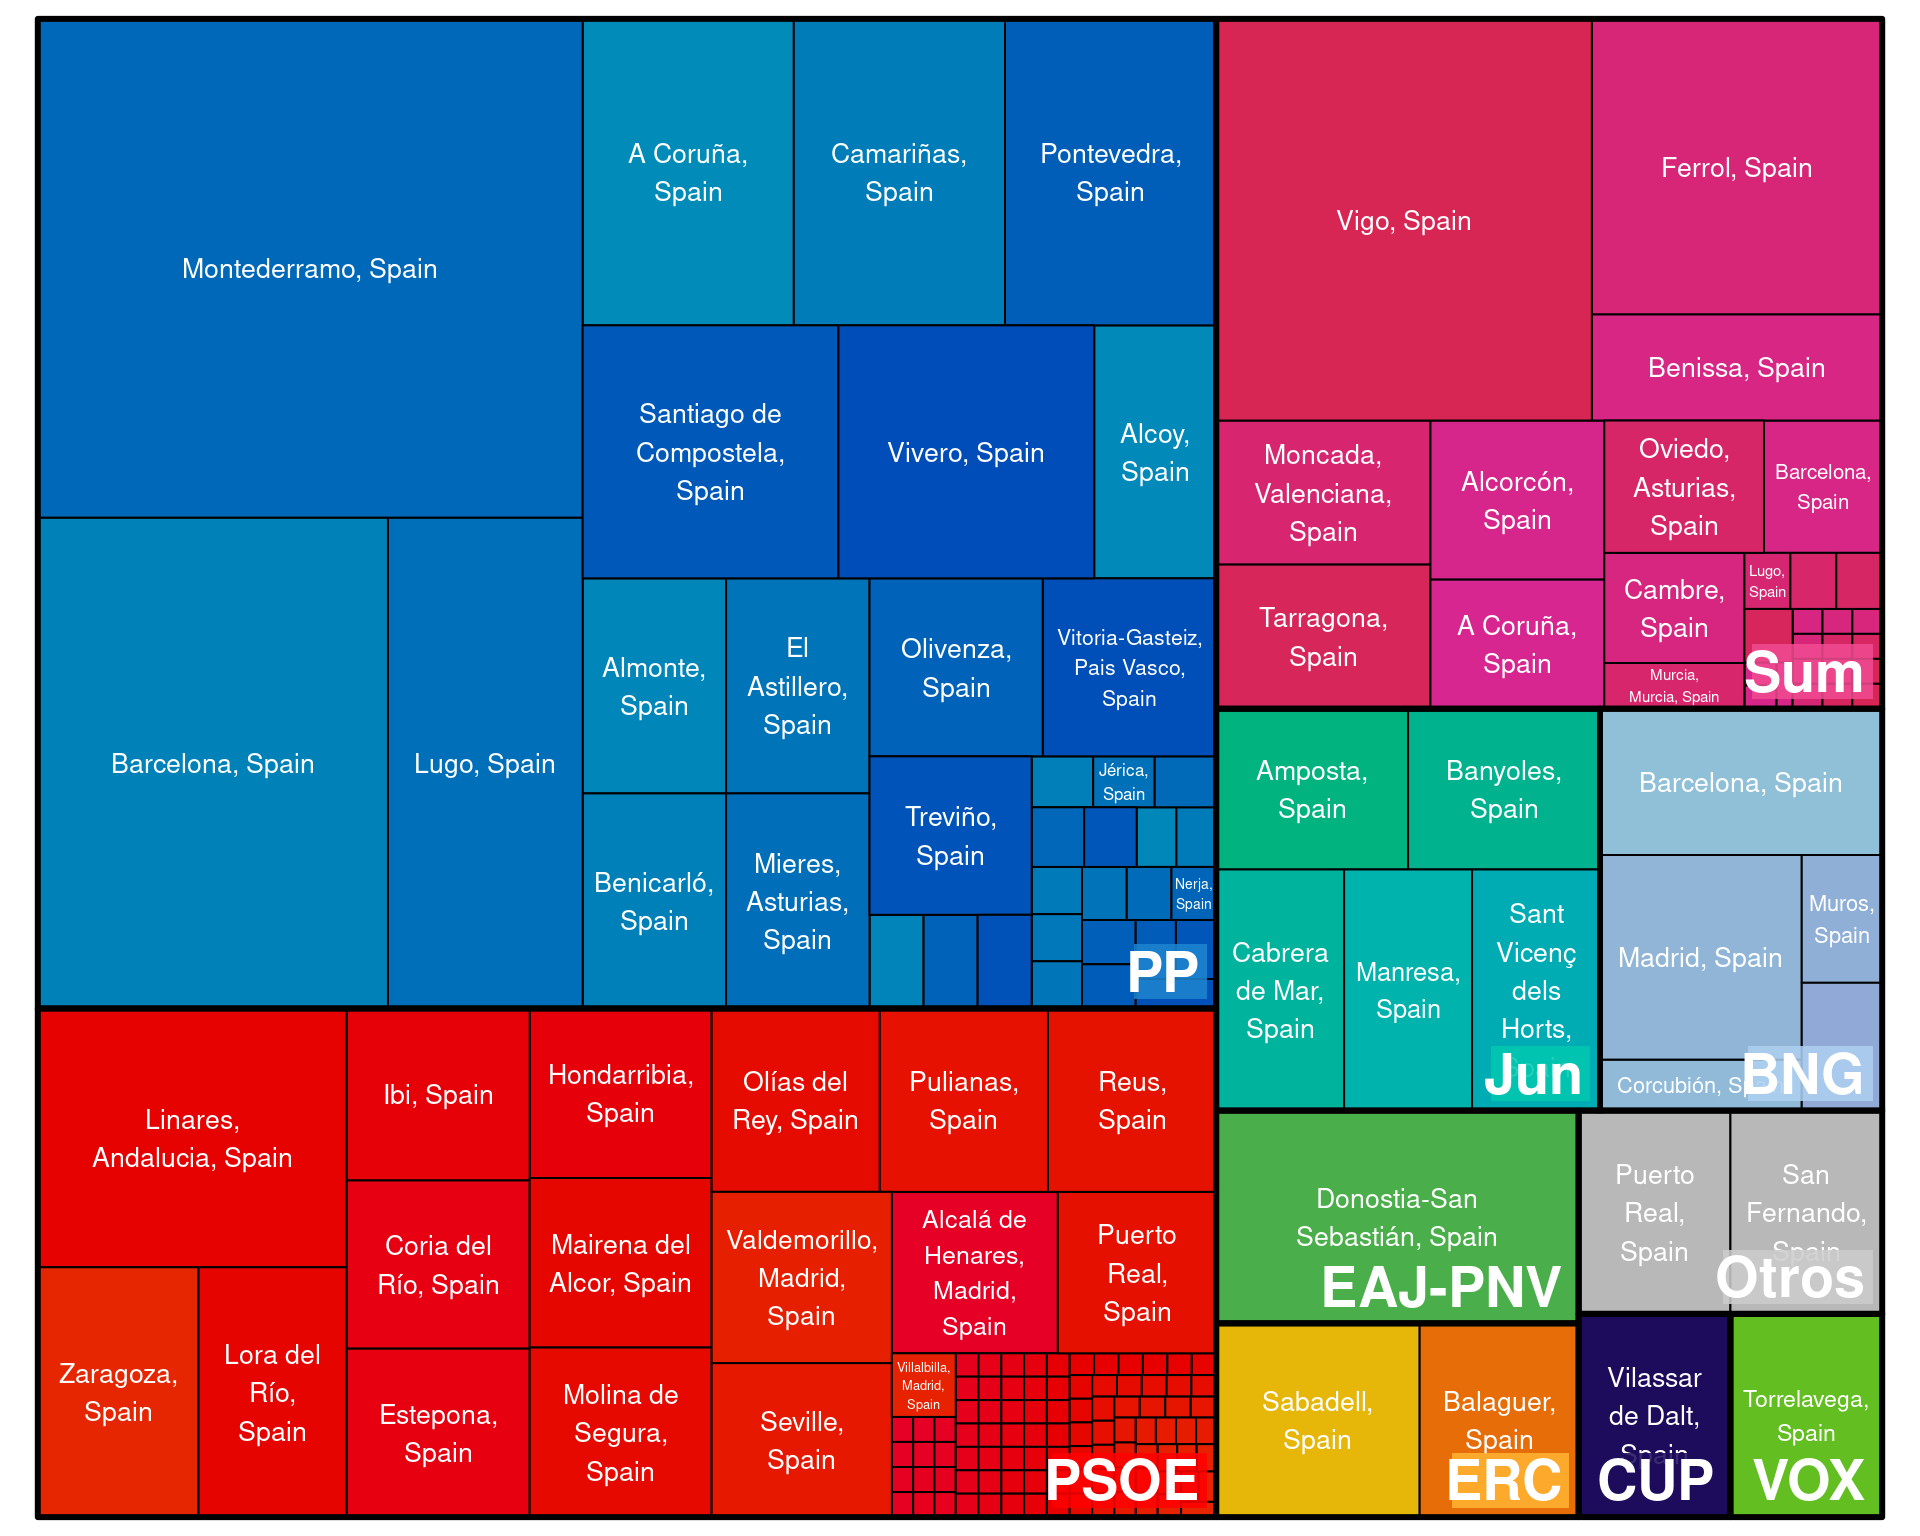 Montederramo, Spain
A Coruña,
Spain
Camariñas,
Spain
Pontevedra,
Spain
Santiago de
Compostela,
Spain
Vivero, Spain
Alcoy,
Spain
Barcelona, Spain
Lugo, Spain
Almonte,
Spain
El
Astillero,
Spain
Olivenza,
Spain
Vitoria-Gasteiz,
Pais Vasco,
Spain
Benicarló,
Spain
Mieres,
Asturias,
Spain
Treviño,
Spain
Jérica,
Spain
Nerja,
Spain
PP
Vigo, Spain
Ferrol, Spain
Benissa, Spain
Moncada,
Valenciana,
Spain
Alcorcón,
Spain
Oviedo,
Asturias,
Spain
Barcelona,
Spain
Tarragona,
Spain
A Coruña,
Spain
Cambre,
Spain
Lugo,
Spain
Murcia,
Murcia, Spain
Sum
Amposta,
Spain
Banyoles,
Spain
Cabrera
de Mar,
Spain
Manresa,
Spain
Sant
Vicenç
dels
Horts,
Spain
Jun
Barcelona, Spain
Madrid, Spain
Muros,
Spain
Corcubión, Spain
BNG
Linares,
Andalucia, Spain
Zaragoza,
Spain
Lora del
Río,
Spain
Ibi, Spain
Coria del
Río, Spain
Estepona,
Spain
Hondarribia,
Spain
Mairena del
Alcor, Spain
Molina de
Segura,
Spain
Olías del
Rey, Spain
Pulianas,
Spain
Reus,
Spain
Valdemorillo,
Madrid,
Spain
Alcalá de
Henares,
Madrid,
Spain
Puerto
Real,
Spain
Seville,
Spain
Villalbilla,
Madrid,
Spain
PSOE
Donostia-San
Sebastián, Spain
EAJ-PNV
Puerto
Real,
Spain
San
Fernando,
Spain
Otros
Sabadell,
Spain
Balaguer,
Spain
ERC
Vilassar
de Dalt,
Spain
CUP
Torrelavega,
Spain
VOX